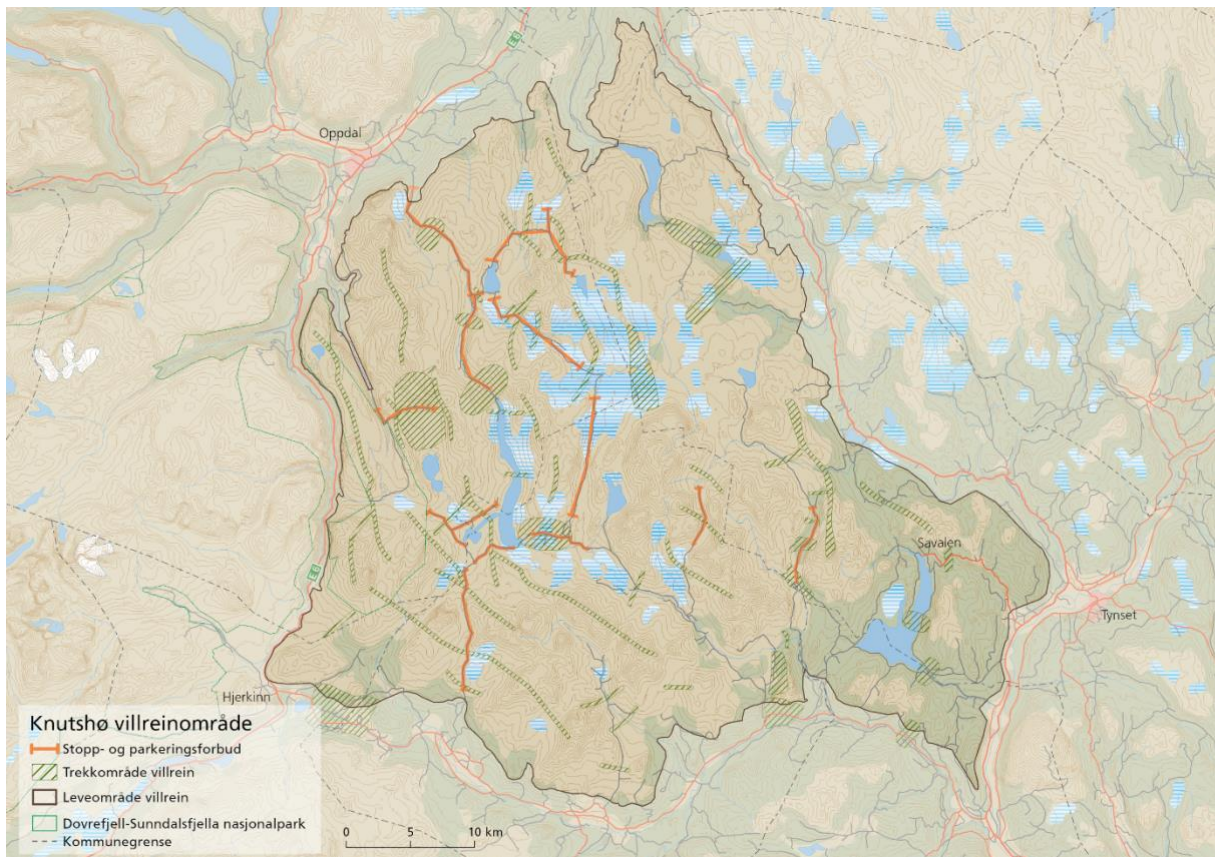 Oppdal
Savalen
Tynset
Hjerkinn
Knutshø villreinområde
Stopp- og parkeringsforbud
Trekkområde villrein
Leveområde villrein
Dovrefjell-Sunndalsfjella nasjonalpark
Kommunegrense
0 5 10 km